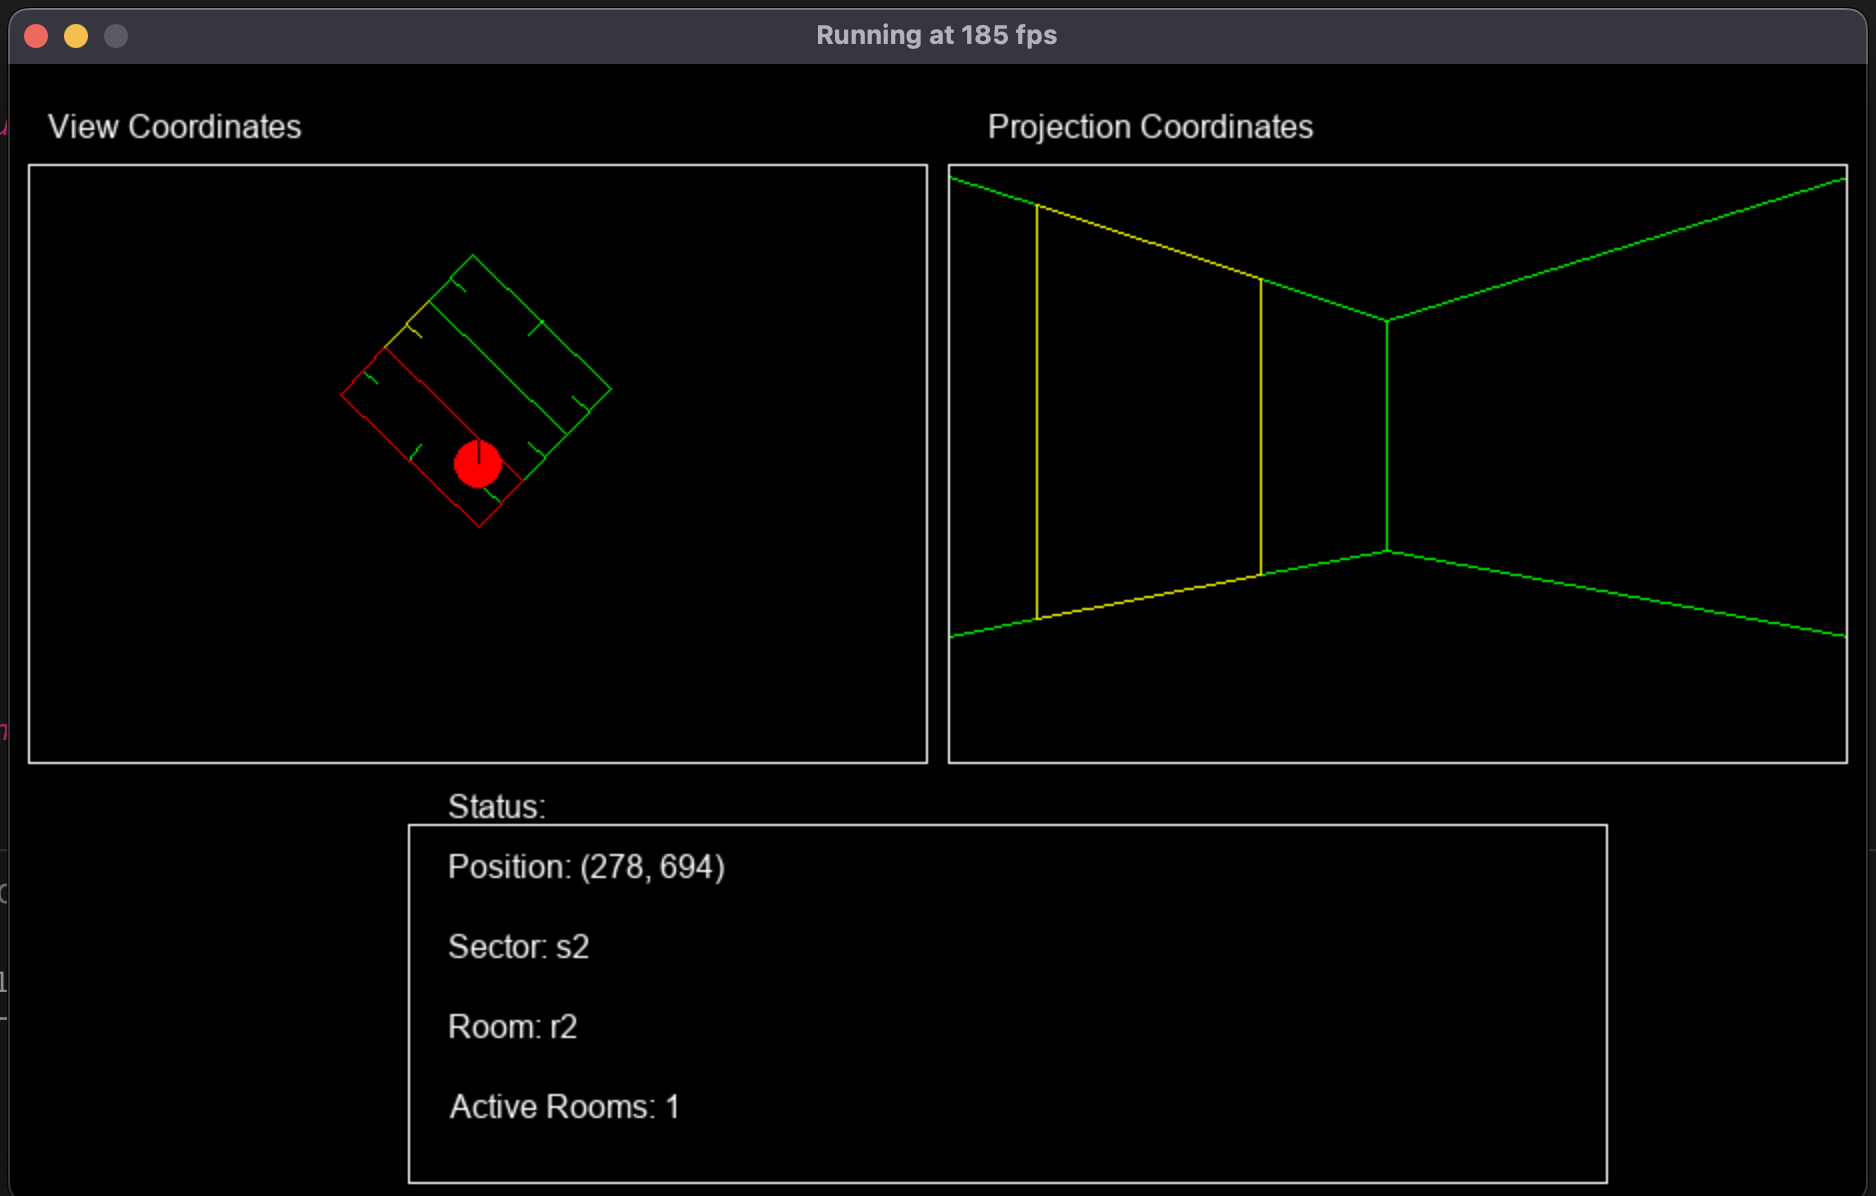 Running at 185 fps
View Coordinates
Projection Coordinates
Status:
Position: (278, 694)
Sector: s2
Room: r2
Active Rooms: 1